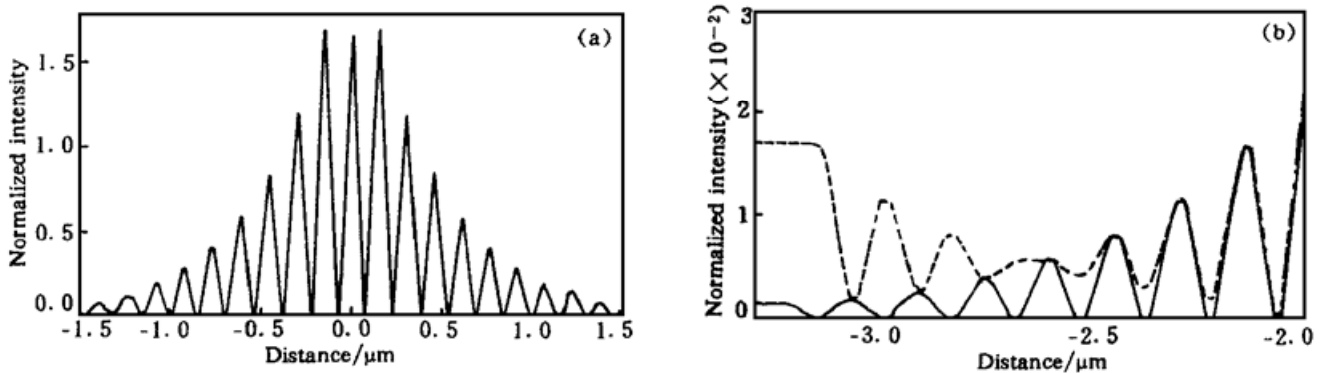 (a)
Normalized intensity
1.5
1.0
0.5
0.0
-1.5 -1.0 -0.5 0.0 0.5 1.0 1.5
Distance/μm
(b)
Normalized intensity(×10⁻²)
3
2
1
0
-3.0 -2.5 -2.0
Distance/μm